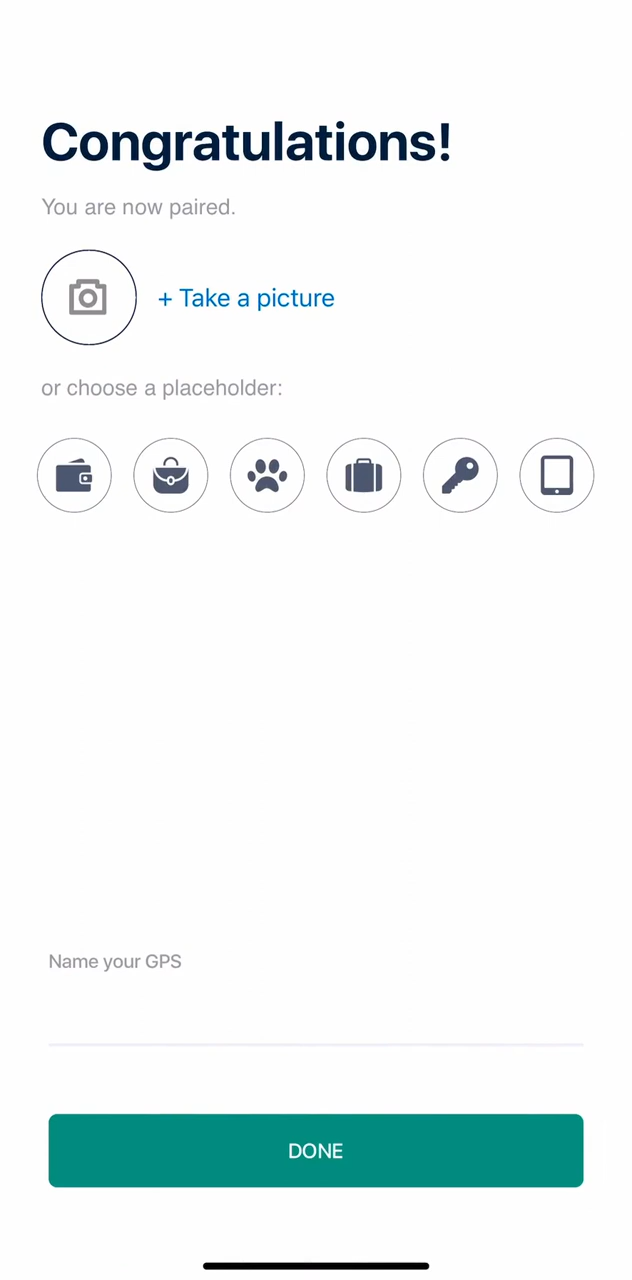 Congratulations!
You are now paired.
+ Take a picture
or choose a placeholder:
Name your GPS
DONE